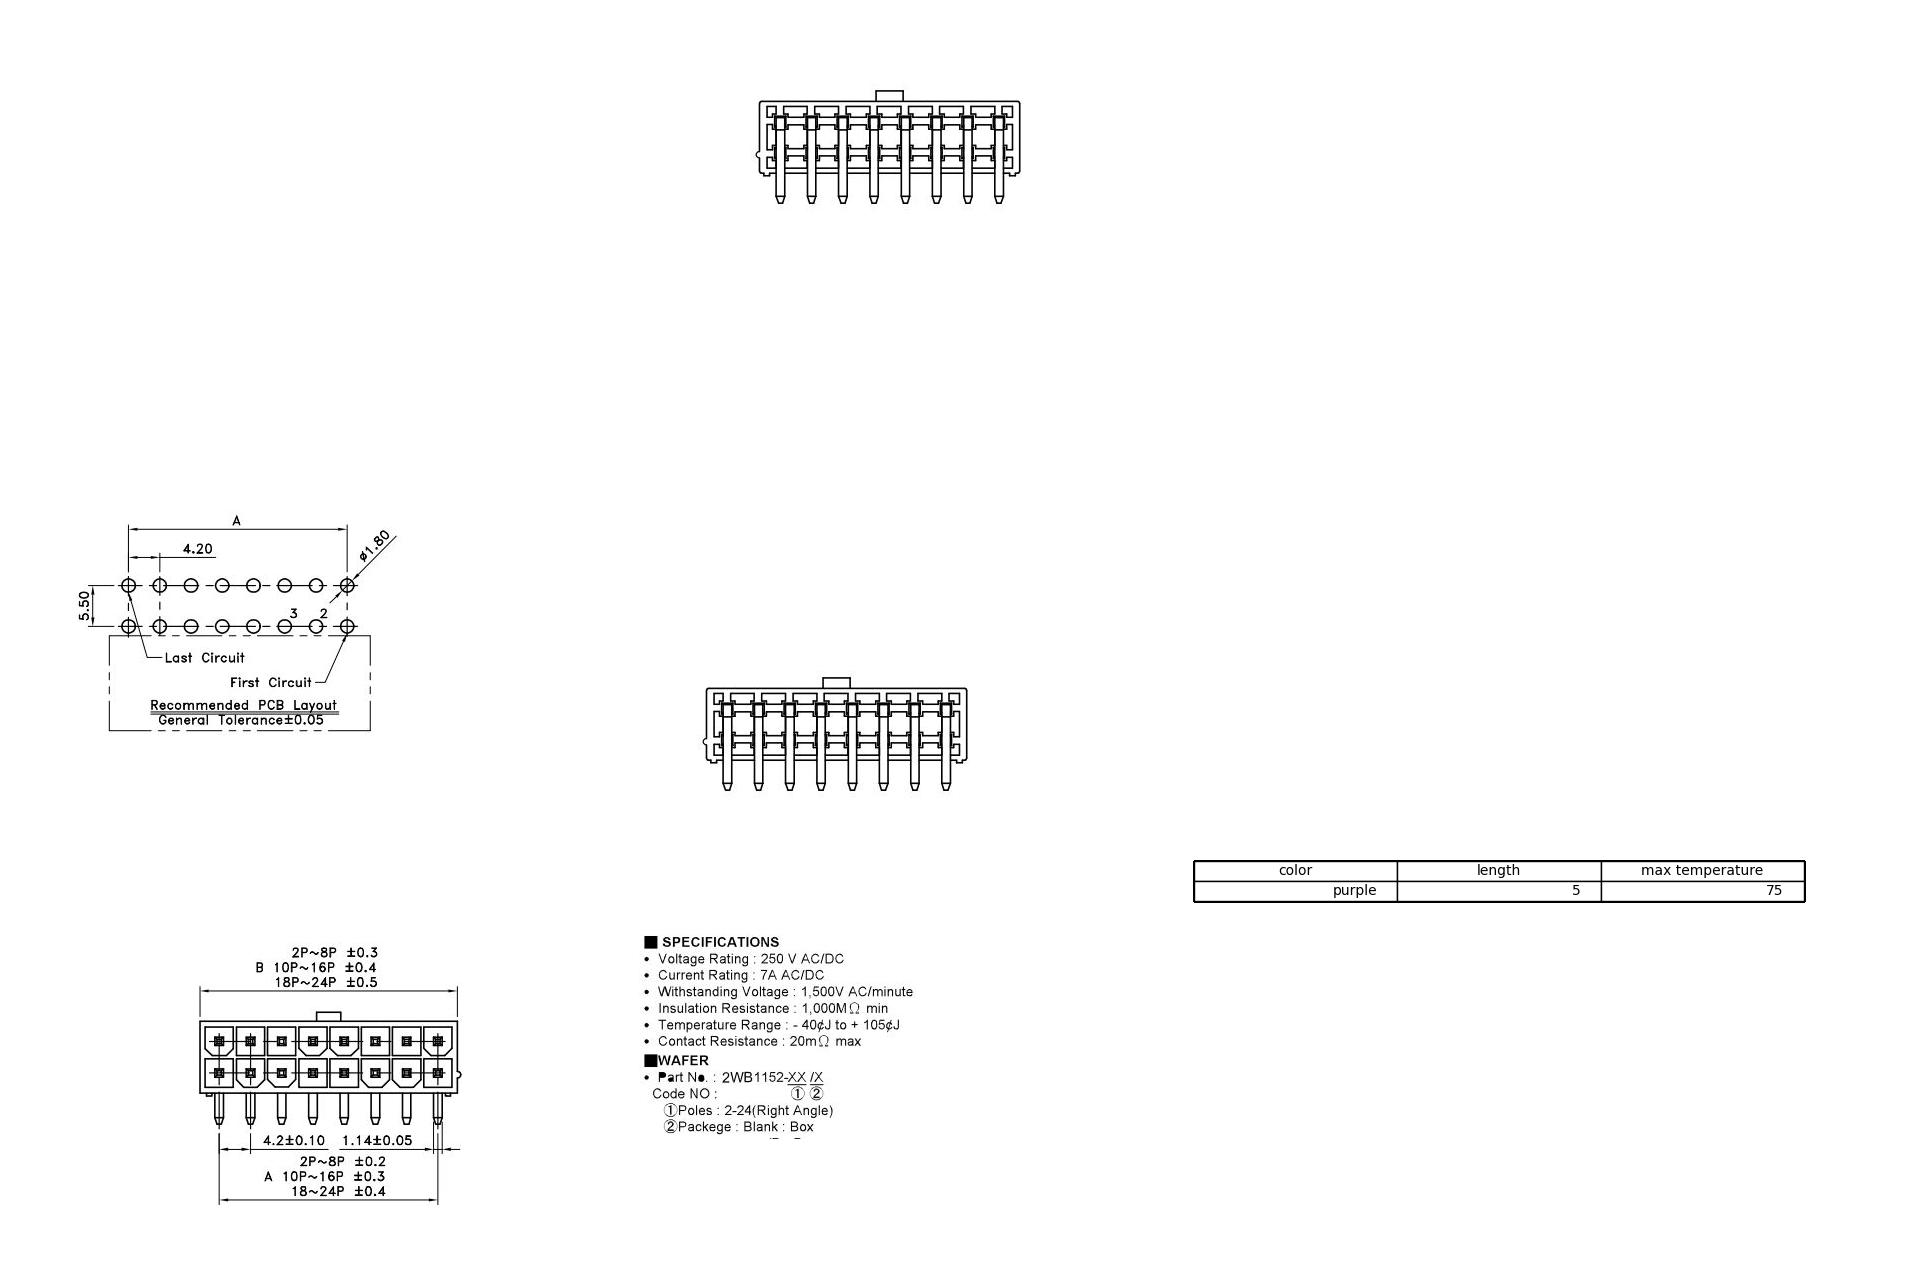 A
4.20
ø1.80
5.50
3 2
Last Circuit
First Circuit
Recommended PCB Layout
General Tolerance±0.05
color length max temperature
purple 5 75
2P~8P ±0.3
B 10P~16P ±0.4
18P~24P ±0.5
4.2±0.10 1.14±0.05
2P~8P ±0.2
A 10P~16P ±0.3
18~24P ±0.4
■ SPECIFICATIONS
• Voltage Rating : 250 V AC/DC
• Current Rating : 7A AC/DC
• Withstanding Voltage : 1,500V AC/minute
• Insulation Resistance : 1,000MΩ min
• Temperature Range : - 40¢J to + 105¢J
• Contact Resistance : 20mΩ max
■WAFER
• Part No. : 2WB1152-XX /X
Code NO : ① ②
①Poles : 2-24(Right Angle)
②Packege : Blank : Box